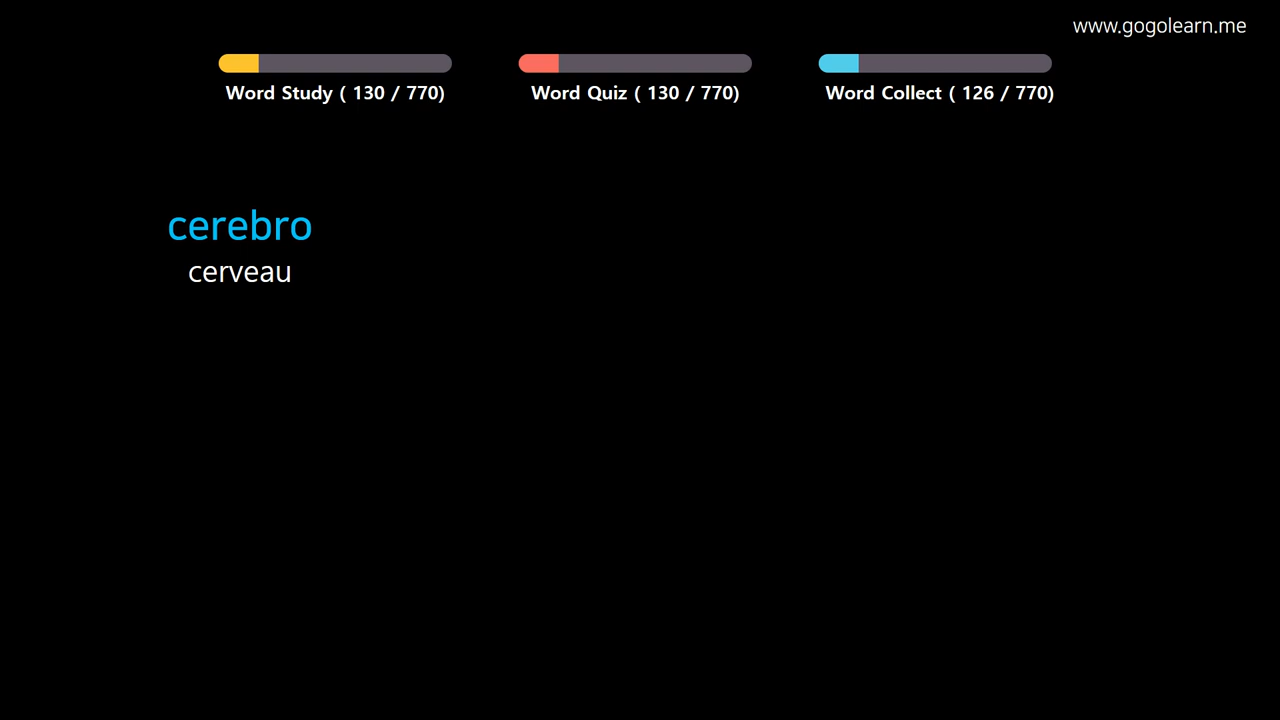 www.gogolearn.me
Word Study ( 130 / 770)
Word Quiz ( 130 / 770)
Word Collect ( 126 / 770)
cerebro
cerveau